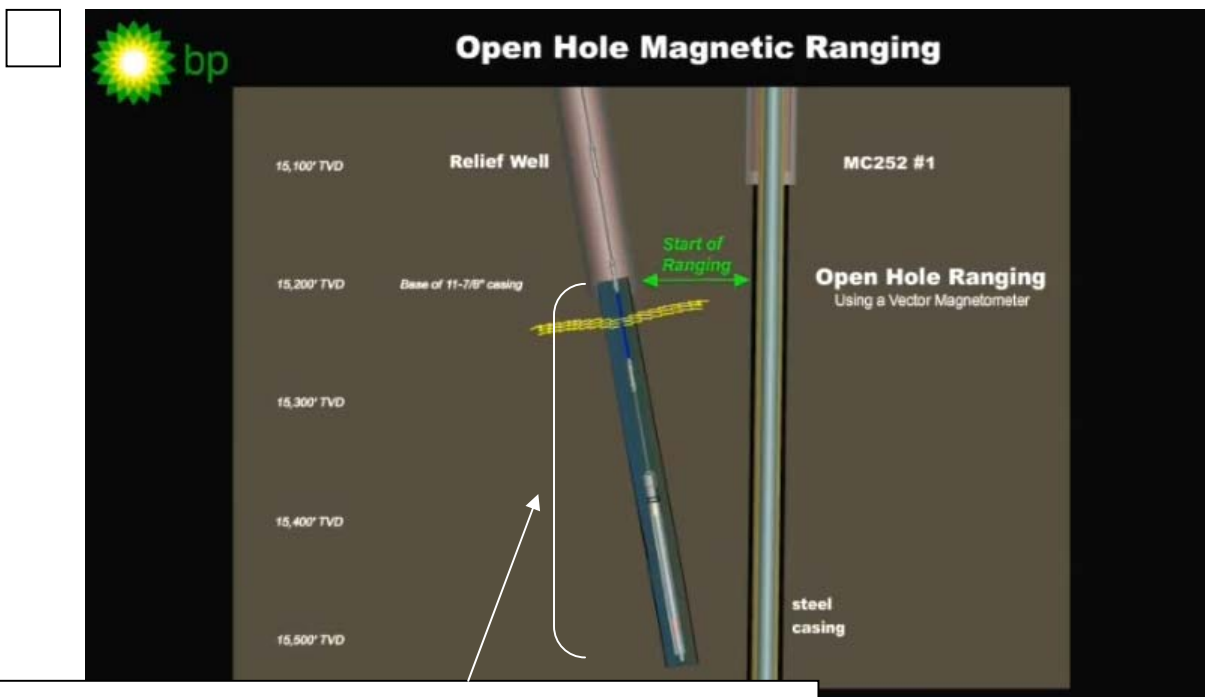 bp
Open Hole Magnetic Ranging
15,100' TVD
Relief Well
MC252 #1
Start of
Ranging
15,200' TVD
Base of 11-7/8" casing
Open Hole Ranging
Using a Vector Magnetometer
15,300' TVD
15,400' TVD
steel
casing
15,500' TVD